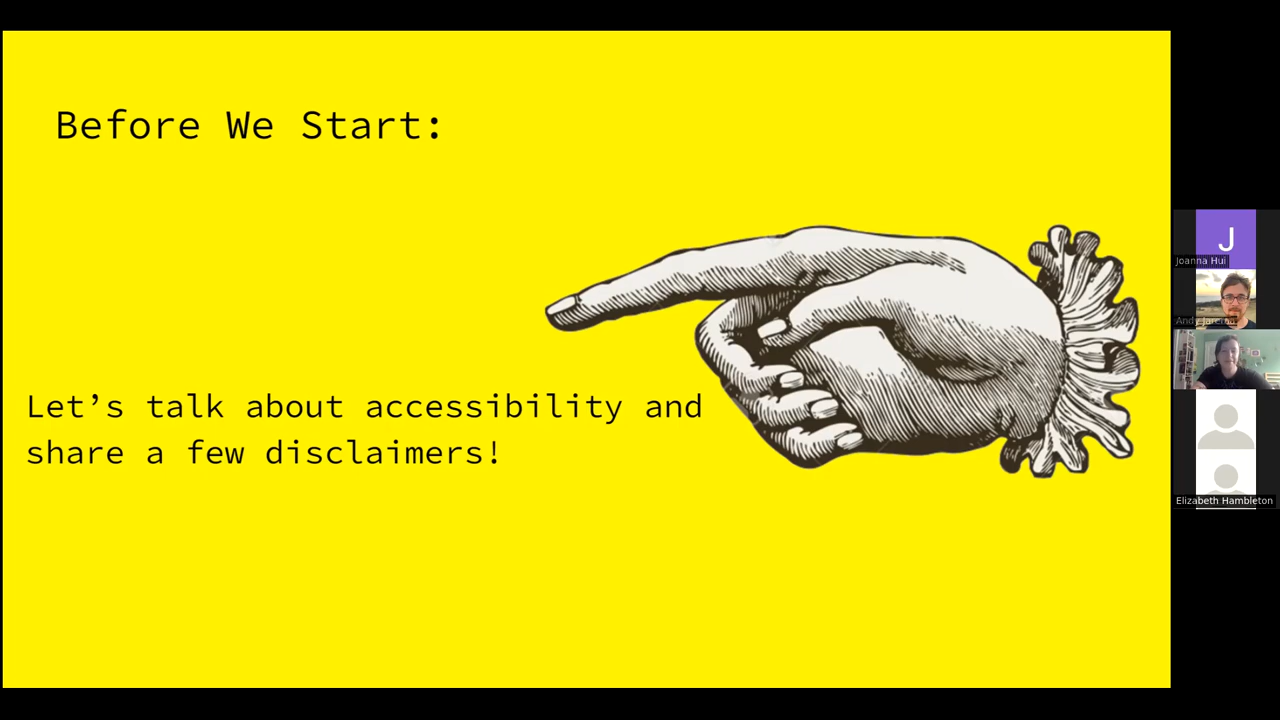 Before We Start:
Let’s talk about accessibility and
share a few disclaimers!
J
Joanna Hui
Elizabeth Hambleton